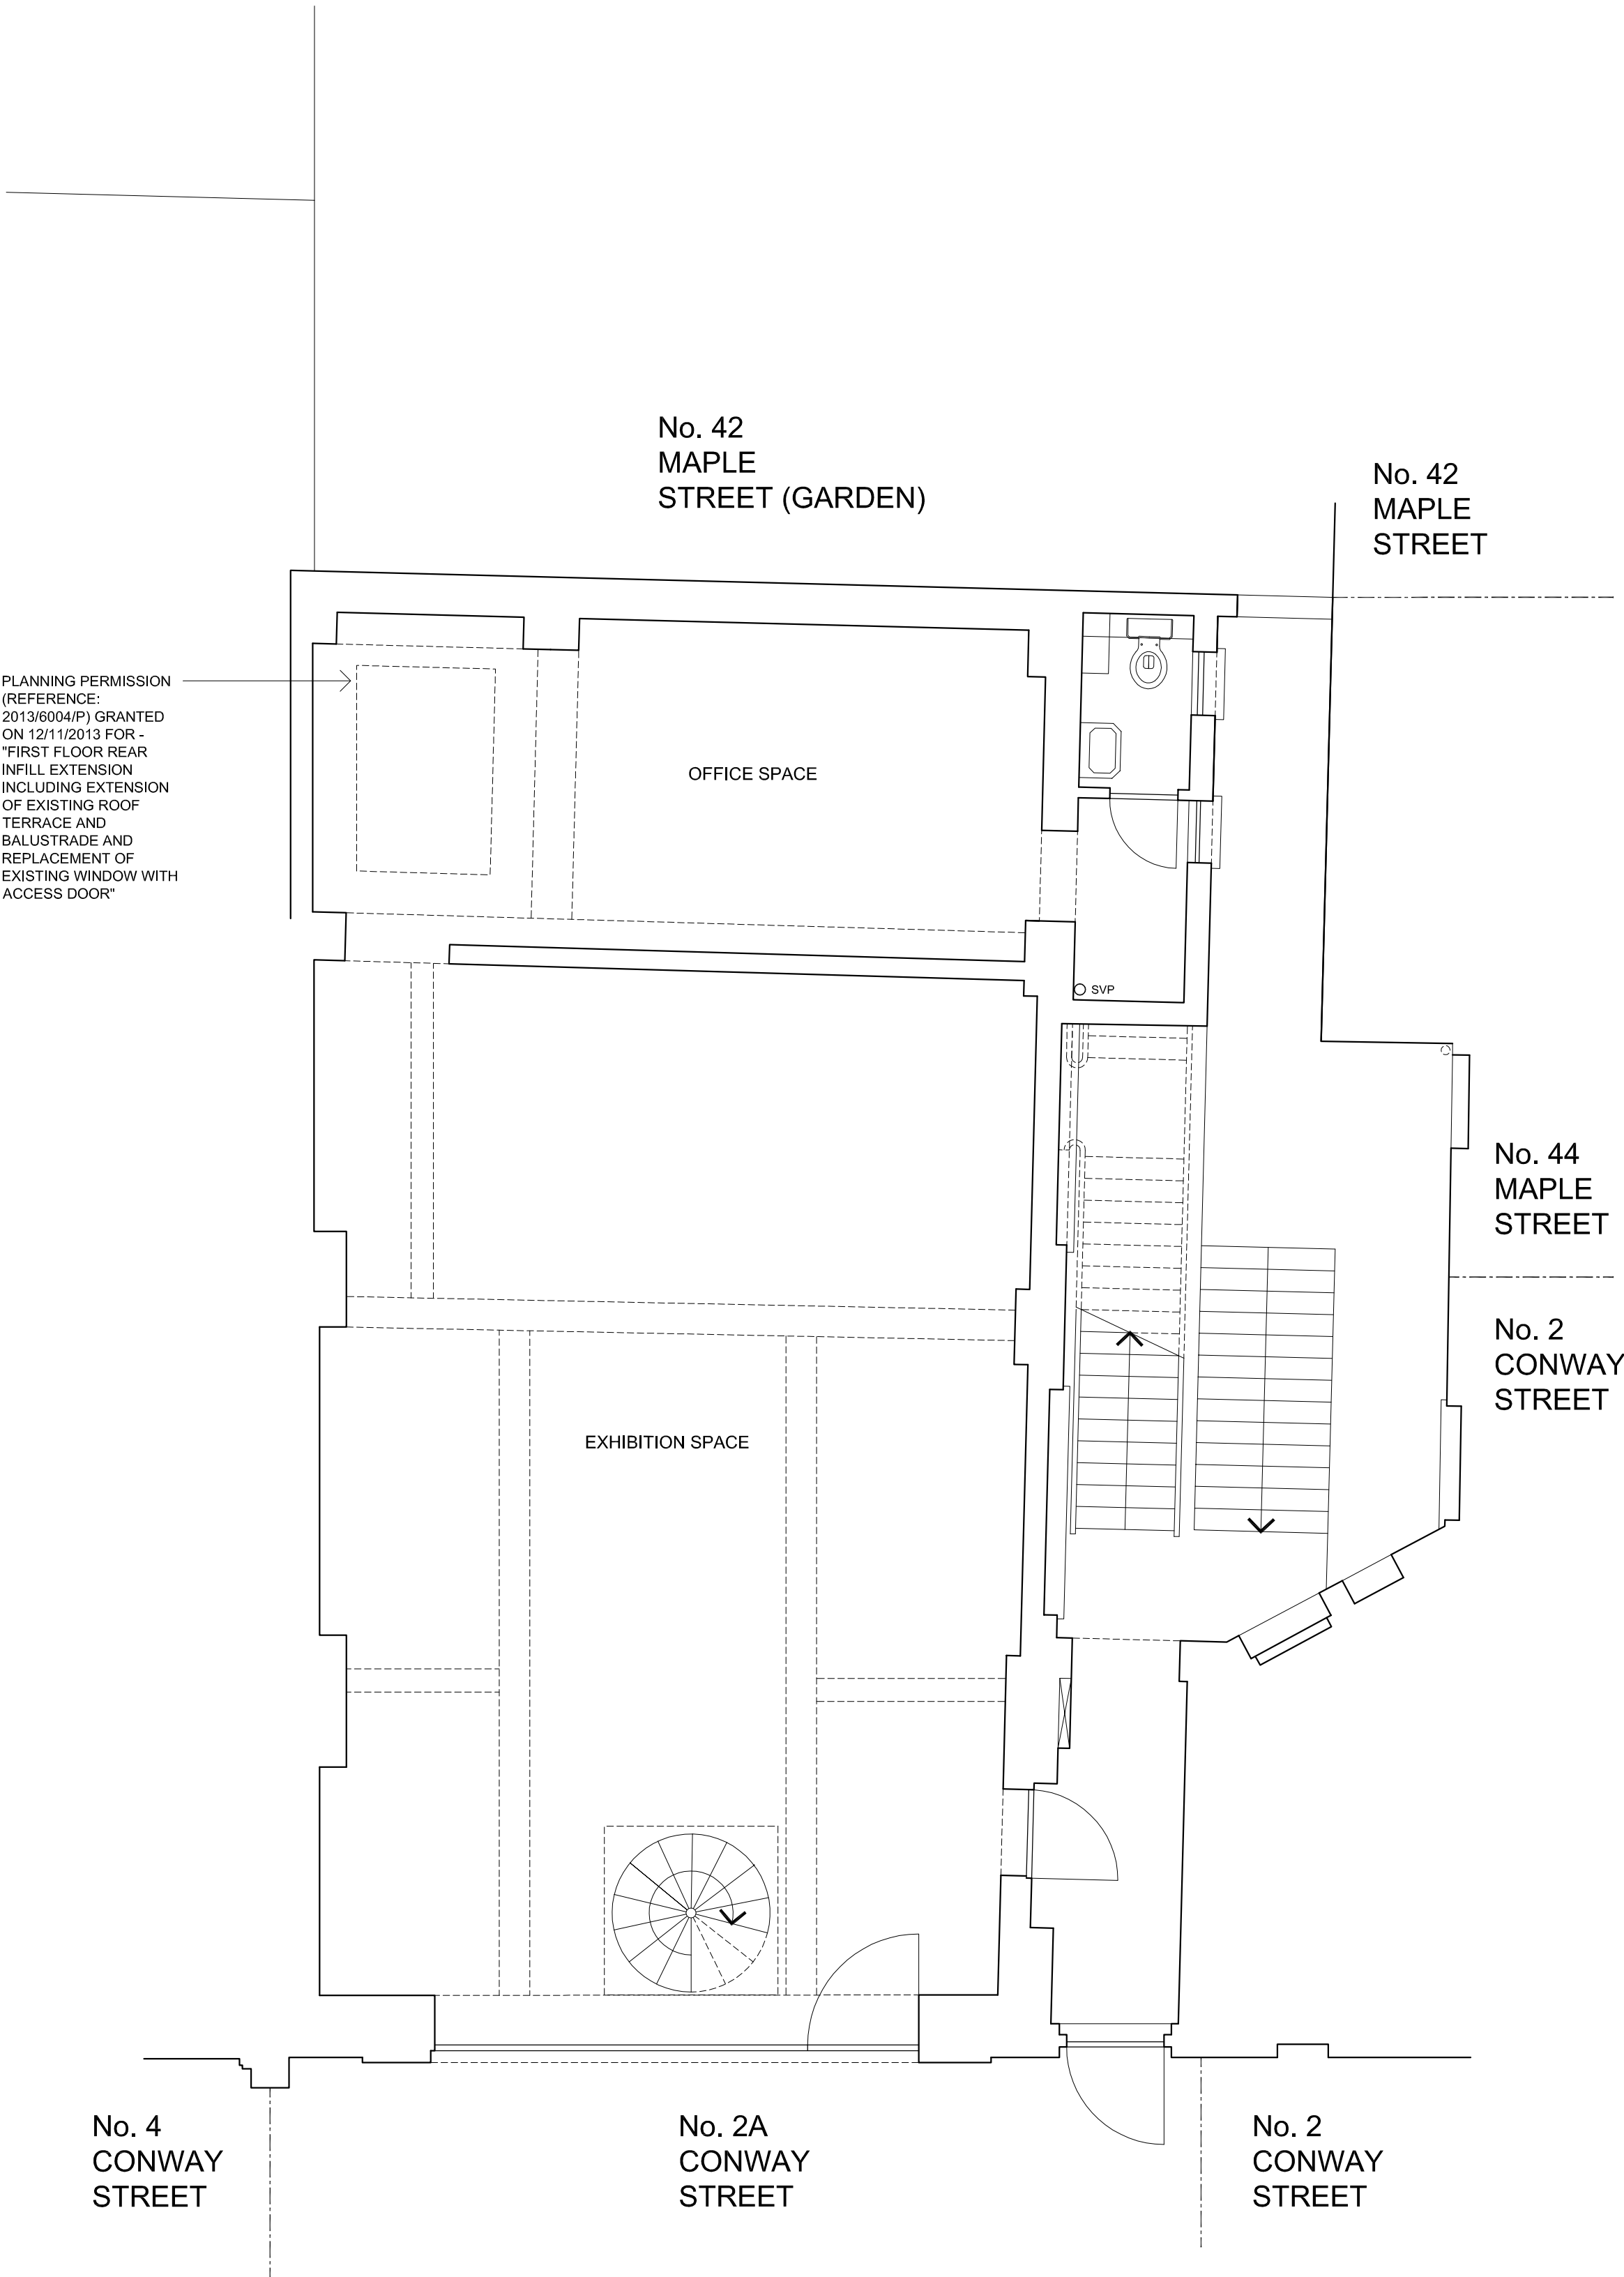 No. 42
MAPLE
STREET (GARDEN)
No. 42
MAPLE
STREET
PLANNING PERMISSION
(REFERENCE:
2013/6004/P) GRANTED
ON 12/11/2013 FOR -
"FIRST FLOOR REAR
INFILL EXTENSION
INCLUDING EXTENSION
OF EXISTING ROOF
TERRACE AND
BALUSTRADE AND
REPLACEMENT OF
EXISTING WINDOW WITH
ACCESS DOOR"
OFFICE SPACE
SVP
No. 44
MAPLE
STREET
No. 2
CONWAY
STREET
EXHIBITION SPACE
No. 4
CONWAY
STREET
No. 2A
CONWAY
STREET
No. 2
CONWAY
STREET